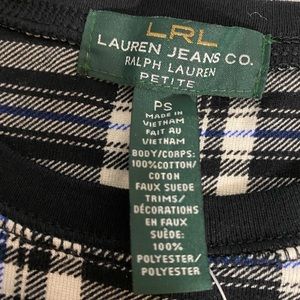 LRL
LAUREN JEANS CO.
RALPH LAUREN
PETITE
PS
MADE IN
VIETNAM
FAIT AU
VIETNAM
BODY/CORPS:
100%COTTON/
COTON
FAUX SUEDE
TRIMS/
DÉCORATIONS
EN FAUX
SUÈDE:
100%
POLYESTER/
POLYESTER